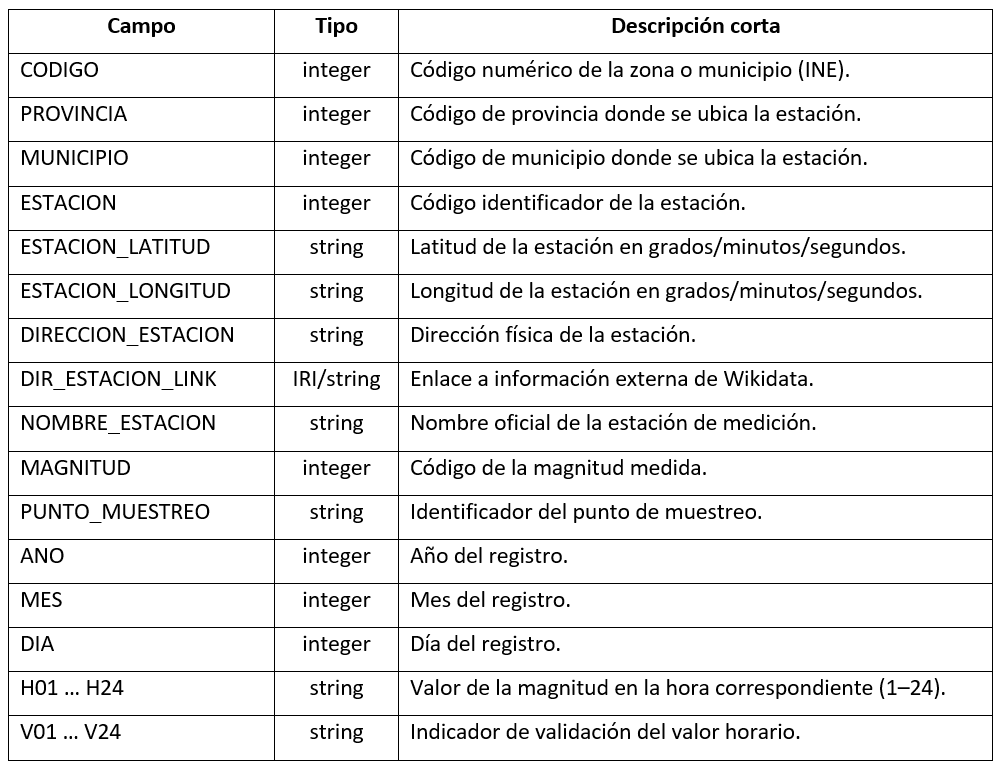 Campo Tipo Descripción corta
CODIGO integer Código numérico de la zona o municipio (INE).
PROVINCIA integer Código de provincia donde se ubica la estación.
MUNICIPIO integer Código de municipio donde se ubica la estación.
ESTACION integer Código identificador de la estación.
ESTACION_LATITUD string Latitud de la estación en grados/minutos/segundos.
ESTACION_LONGITUD string Longitud de la estación en grados/minutos/segundos.
DIRECCION_ESTACION string Dirección física de la estación.
DIR_ESTACION_LINK IRI/string Enlace a información externa de Wikidata.
NOMBRE_ESTACION string Nombre oficial de la estación de medición.
MAGNITUD integer Código de la magnitud medida.
PUNTO_MUESTREO string Identificador del punto de muestreo.
ANO integer Año del registro.
MES integer Mes del registro.
DIA integer Día del registro.
H01 … H24 string Valor de la magnitud en la hora correspondiente (1–24).
V01 … V24 string Indicador de validación del valor horario.